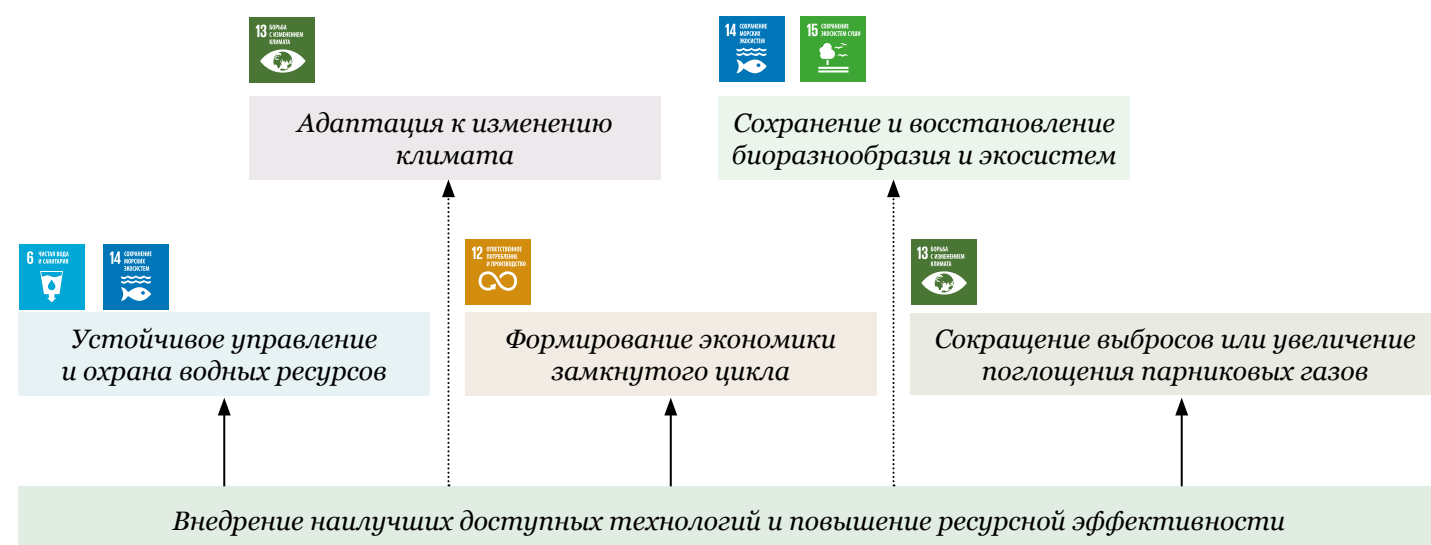 13 БОРЬБА
С ИЗМЕНЕНИЕМ
КЛИМАТА
14 СОХРАНЕНИЕ
МОРСКИХ
ЭКОСИСТЕМ
15 СОХРАНЕНИЕ
ЭКОСИСТЕМ СУШИ
Адаптация к изменению
климата
Сохранение и восстановление
биоразнообразия и экосистем
6 ЧИСТАЯ ВОДА
И САНИТАРИЯ
14 СОХРАНЕНИЕ
МОРСКИХ
ЭКОСИСТЕМ
12 ОТВЕТСТВЕННОЕ
ПОТРЕБЛЕНИЕ
И ПРОИЗВОДСТВО
13 БОРЬБА
С ИЗМЕНЕНИЕМ
КЛИМАТА
Устойчивое управление
и охрана водных ресурсов
Формирование экономики
замкнутого цикла
Сокращение выбросов или увеличение
поглощения парниковых газов
Внедрение наилучших доступных технологий и повышение ресурсной эффективности